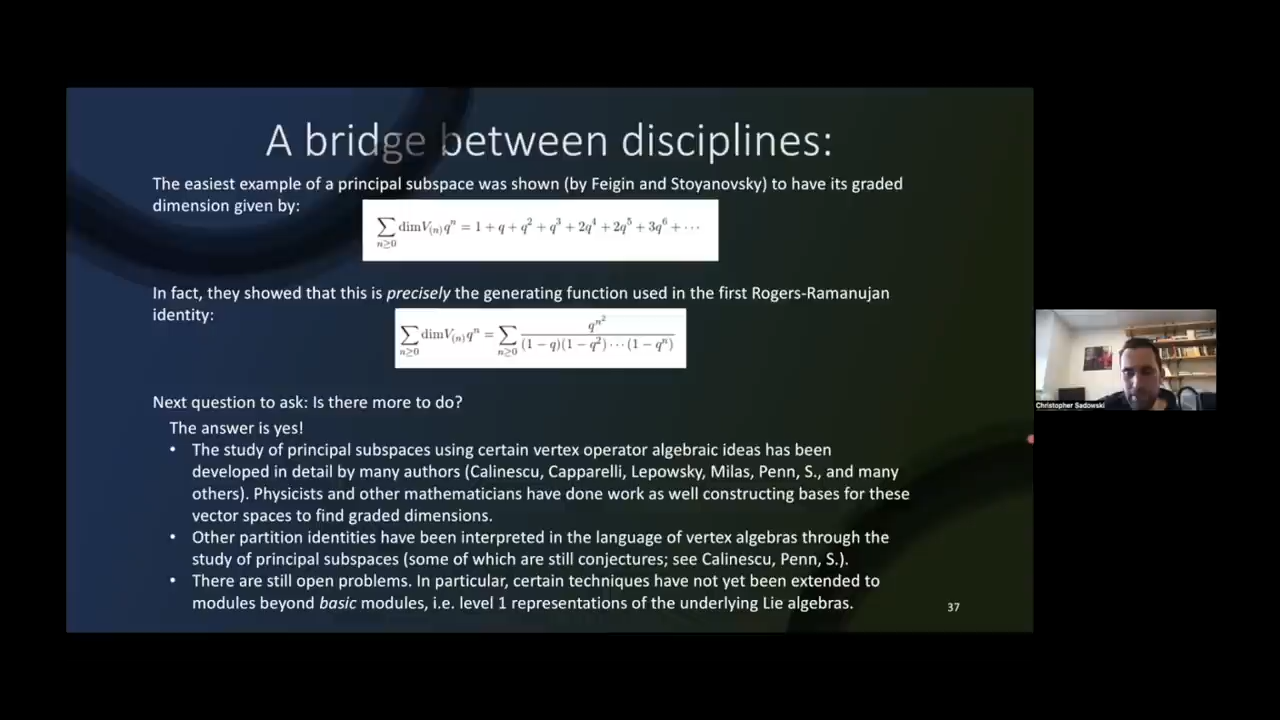 A bridge between disciplines:
The easiest example of a principal subspace was shown (by Feigin and Stoyanovsky) to have its graded
dimension given by:
∑_{n≥0} dimV_{(n)}q^n = 1 + q + q^2 + q^3 + 2q^4 + 2q^5 + 3q^6 + ⋯
In fact, they showed that this is precisely the generating function used in the first Rogers-Ramanujan
identity:
∑_{n≥0} dimV_{(n)}q^n = ∑_{n≥0} q^{n^2} / (1 − q)(1 − q^2)⋯(1 − q^n)
Next question to ask: Is there more to do?
The answer is yes!
• The study of principal subspaces using certain vertex operator algebraic ideas has been
developed in detail by many authors (Calinescu, Capparelli, Lepowsky, Milas, Penn, S., and many
others). Physicists and other mathematicians have done work as well constructing bases for these
vector spaces to find graded dimensions.
• Other partition identities have been interpreted in the language of vertex algebras through the
study of principal subspaces (some of which are still conjectures; see Calinescu, Penn, S.).
• There are still open problems. In particular, certain techniques have not yet been extended to
modules beyond basic modules, i.e. level 1 representations of the underlying Lie algebras.
37
Christopher Sadowski